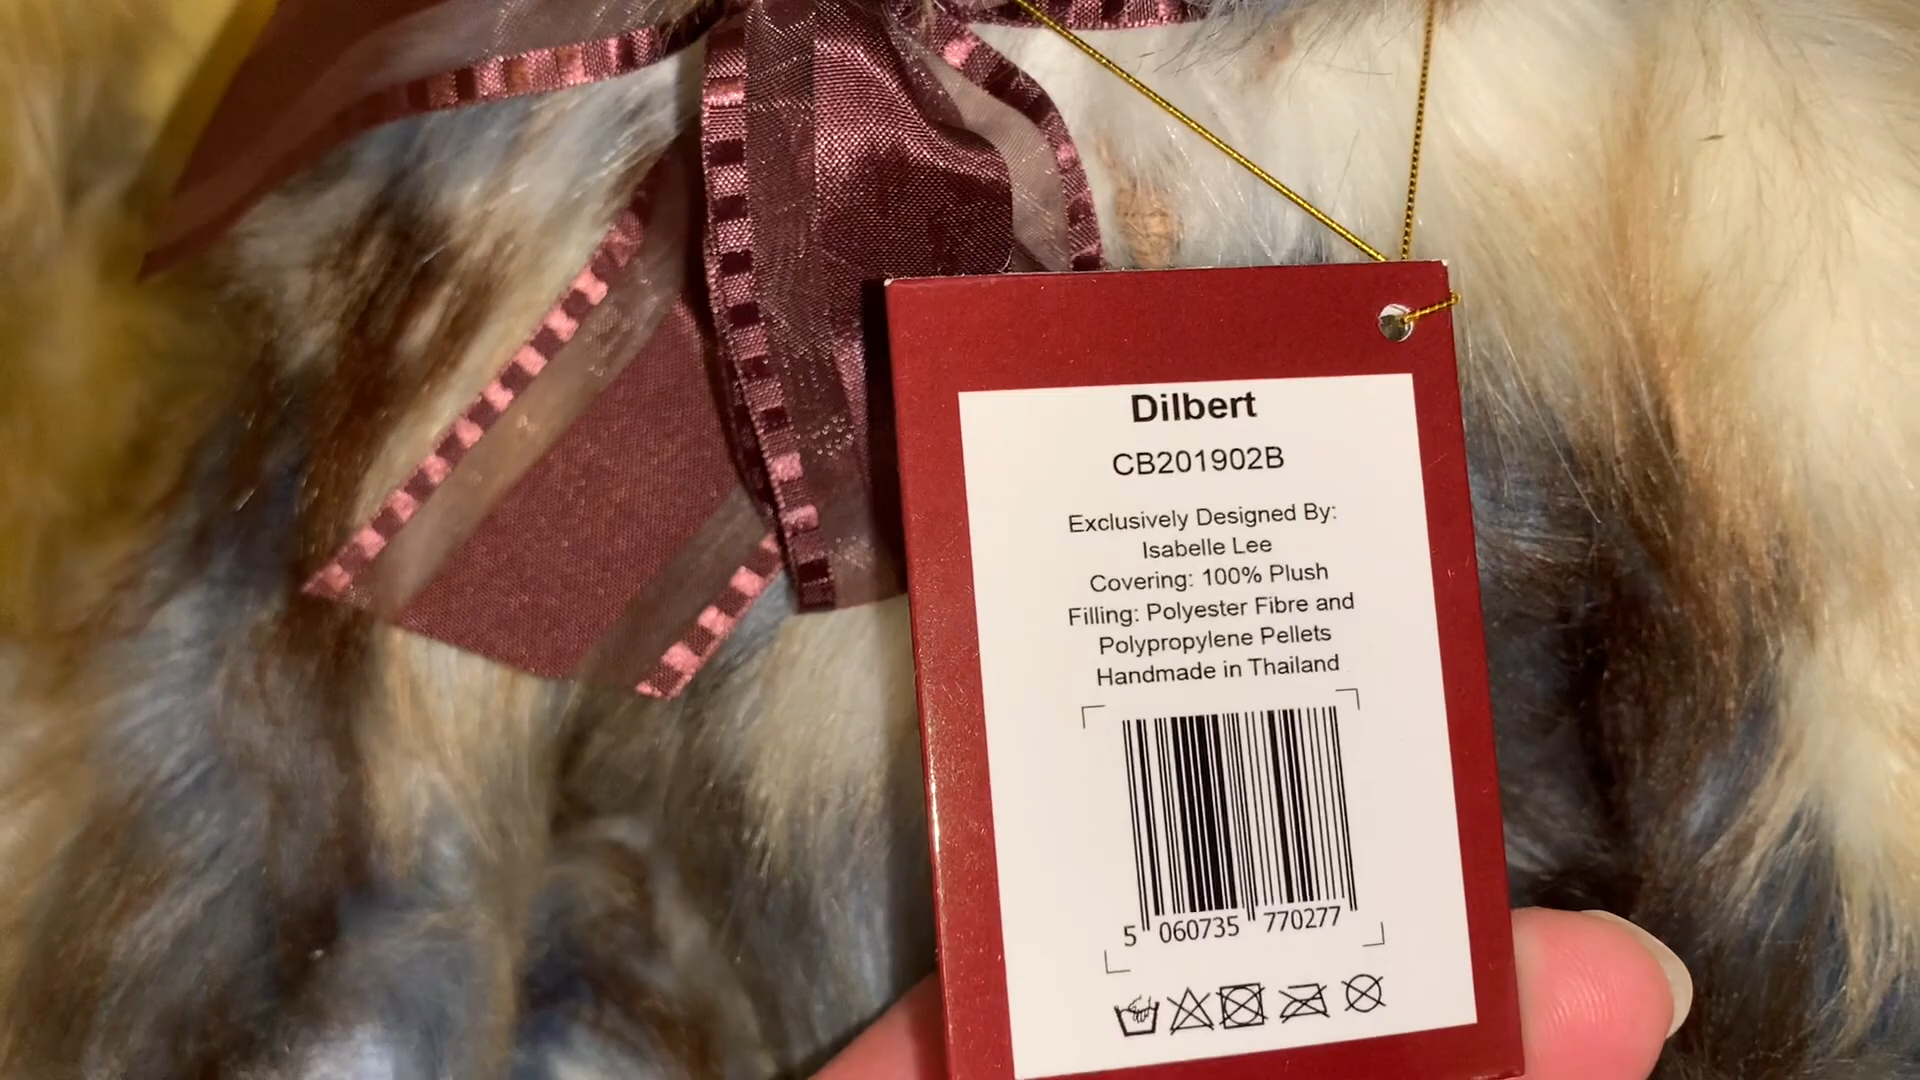 Dilbert
CB201902B
Exclusively Designed By:
Isabelle Lee
Covering: 100% Plush
Filling: Polyester Fibre and
Polypropylene Pellets
Handmade in Thailand
5 060735 770277